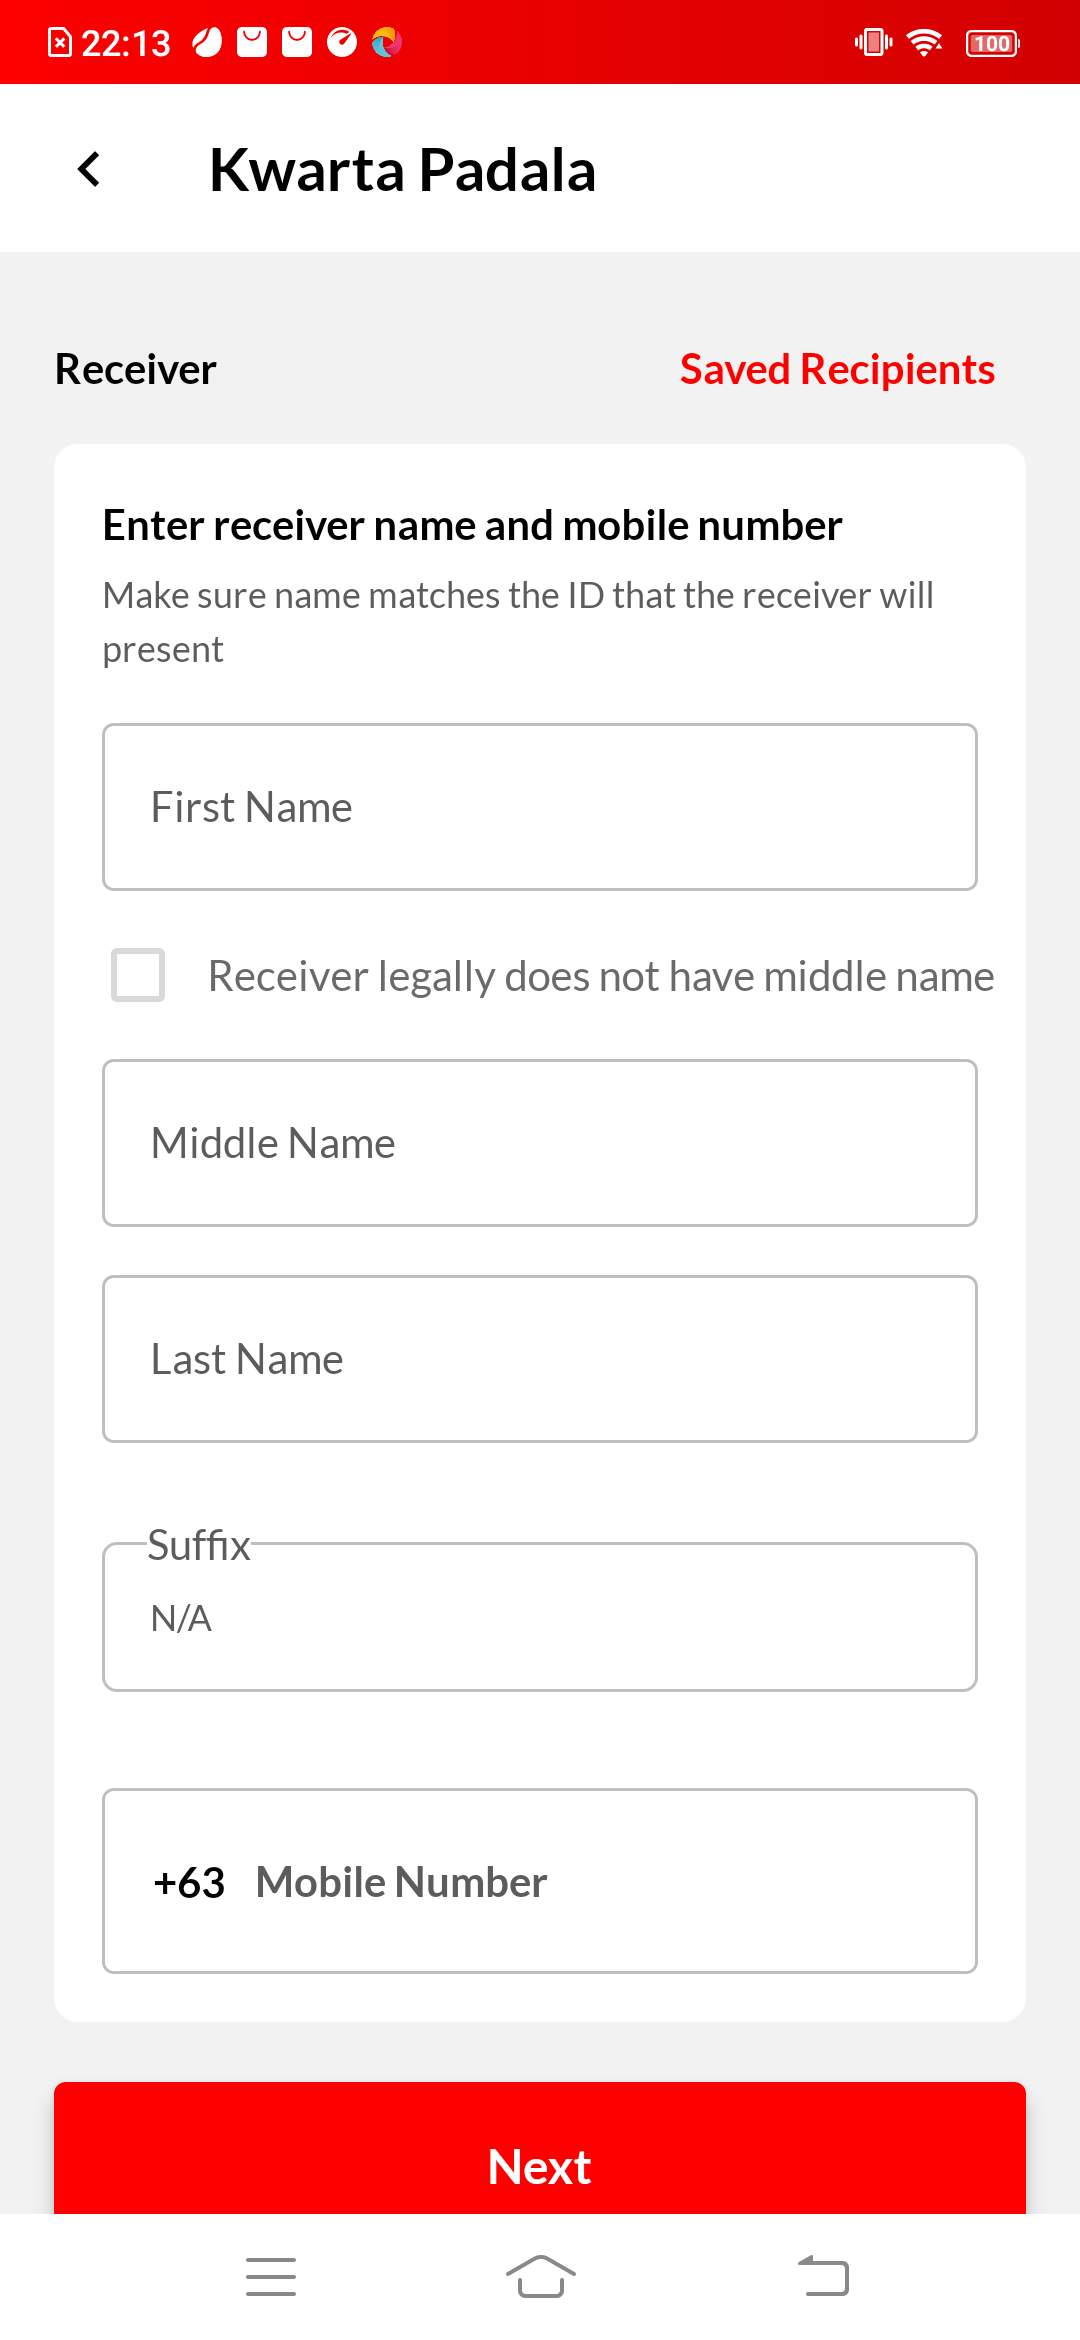 22:13
100
Kwarta Padala
Receiver
Saved Recipients
Enter receiver name and mobile number
Make sure name matches the ID that the receiver will
present
First Name
Receiver legally does not have middle name
Middle Name
Last Name
Suffix
N/A
+63 Mobile Number
Next